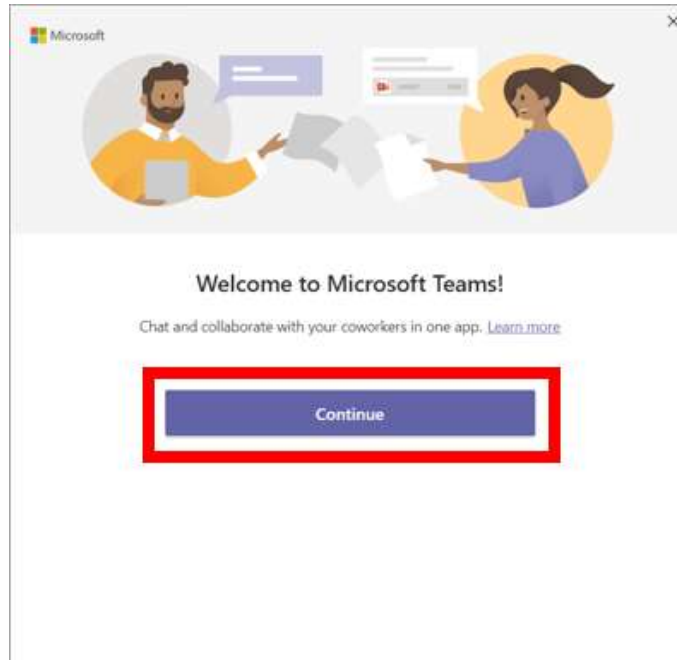 Microsoft
Welcome to Microsoft Teams!
Chat and collaborate with your coworkers in one app. Learn more
Continue